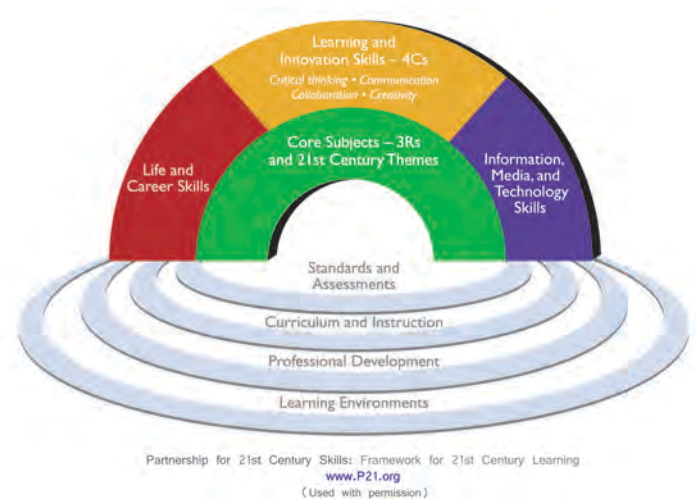 Learning and
Innovation Skills – 4Cs
Critical thinking • Communication
Collaboration • Creativity
Core Subjects – 3Rs
and 21st Century Themes
Life and
Career Skills
Information,
Media, and
Technology
Skills
Standards and
Assessments
Curriculum and Instruction
Professional Development
Learning Environments
Partnership for 21st Century Skills: Framework for 21st Century Learning
www.P21.org
(Used with permission)